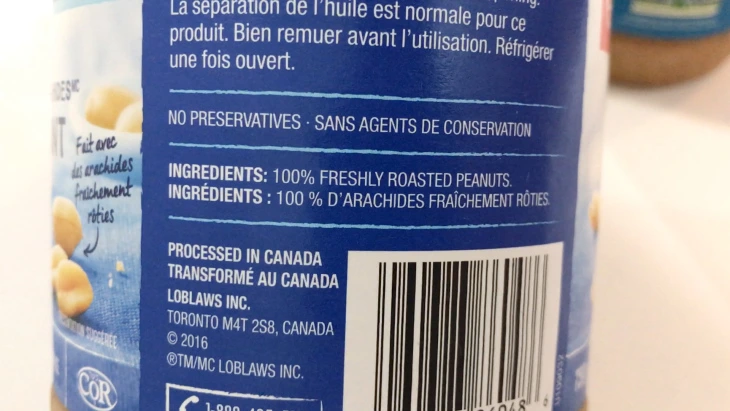 La séparation de l'huile est normale pour ce
produit. Bien remuer avant l'utilisation. Réfrigérer
une fois ouvert.
NO PRESERVATIVES · SANS AGENTS DE CONSERVATION
INGREDIENTS: 100% FRESHLY ROASTED PEANUTS.
INGRÉDIENTS : 100 % D'ARACHIDES FRAÎCHEMENT RÔTIES.
PROCESSED IN CANADA
TRANSFORMÉ AU CANADA
LOBLAWS INC.
TORONTO M4T 2S8, CANADA
© 2016
®TM/MC LOBLAWS INC.
Fait avec
des arachides
fraîchement
rôties
SUGGÉRÉE
COR